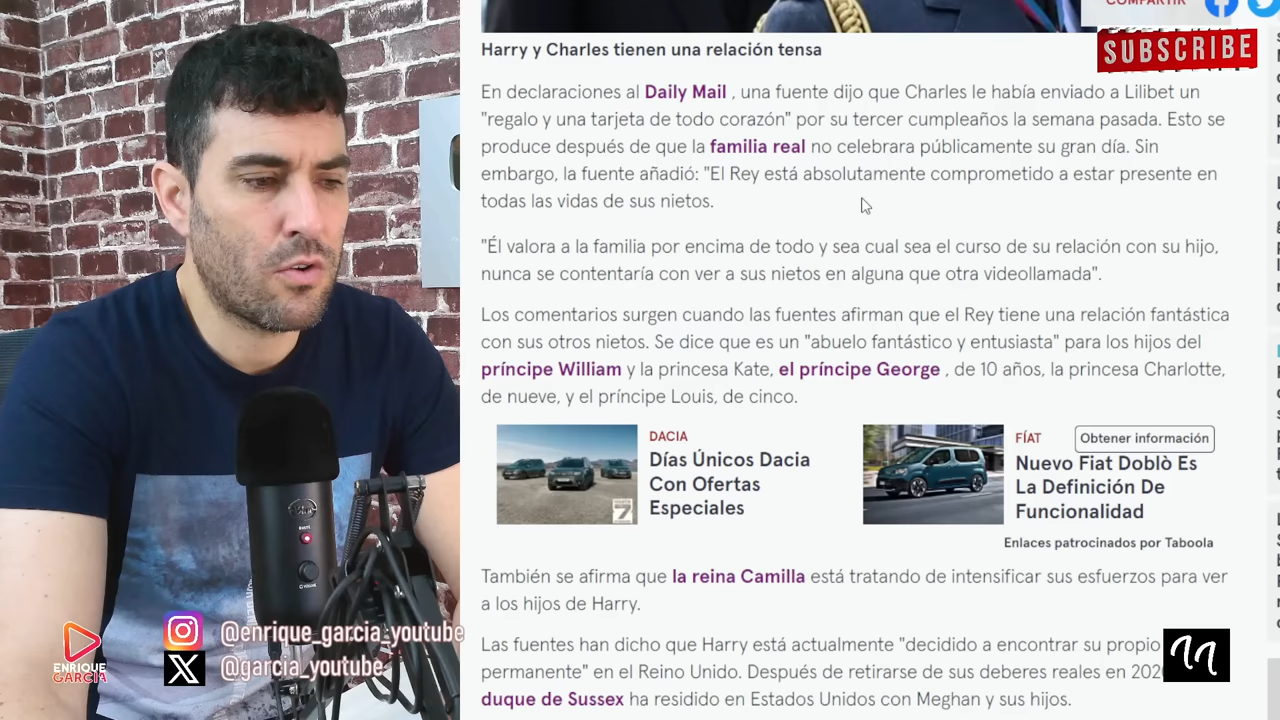 COMPARTIR
SUBSCRIBE
Harry y Charles tienen una relación tensa
En declaraciones al Daily Mail , una fuente dijo que Charles le había enviado a Lilibet un
"regalo y una tarjeta de todo corazón" por su tercer cumpleaños la semana pasada. Esto se
produce después de que la familia real no celebrara públicamente su gran día. Sin
embargo, la fuente añadió: "El Rey está absolutamente comprometido a estar presente en
todas las vidas de sus nietos.
"Él valora a la familia por encima de todo y sea cual sea el curso de su relación con su hijo,
nunca se contentaría con ver a sus nietos en alguna que otra videollamada".
Los comentarios surgen cuando las fuentes afirman que el Rey tiene una relación fantástica
con sus otros nietos. Se dice que es un "abuelo fantástico y entusiasta" para los hijos del
príncipe William y la princesa Kate, el príncipe George , de 10 años, la princesa Charlotte,
de nueve, y el príncipe Louis, de cinco.
DACIA
Días Únicos Dacia
Con Ofertas
Especiales
FÍAT
Obtener información
Nuevo Fiat Doblò Es
La Definición De
Funcionalidad
Enlaces patrocinados por Taboola
También se afirma que la reina Camilla está tratando de intensificar sus esfuerzos para ver
a los hijos de Harry.
Las fuentes han dicho que Harry está actualmente "decidido a encontrar su propio
permanente" en el Reino Unido. Después de retirarse de sus deberes reales en 202
duque de Sussex ha residido en Estados Unidos con Meghan y sus hijos.
@enrique_garcia_youtube
@garcia_youtube
ENRIQUE
GARCIA